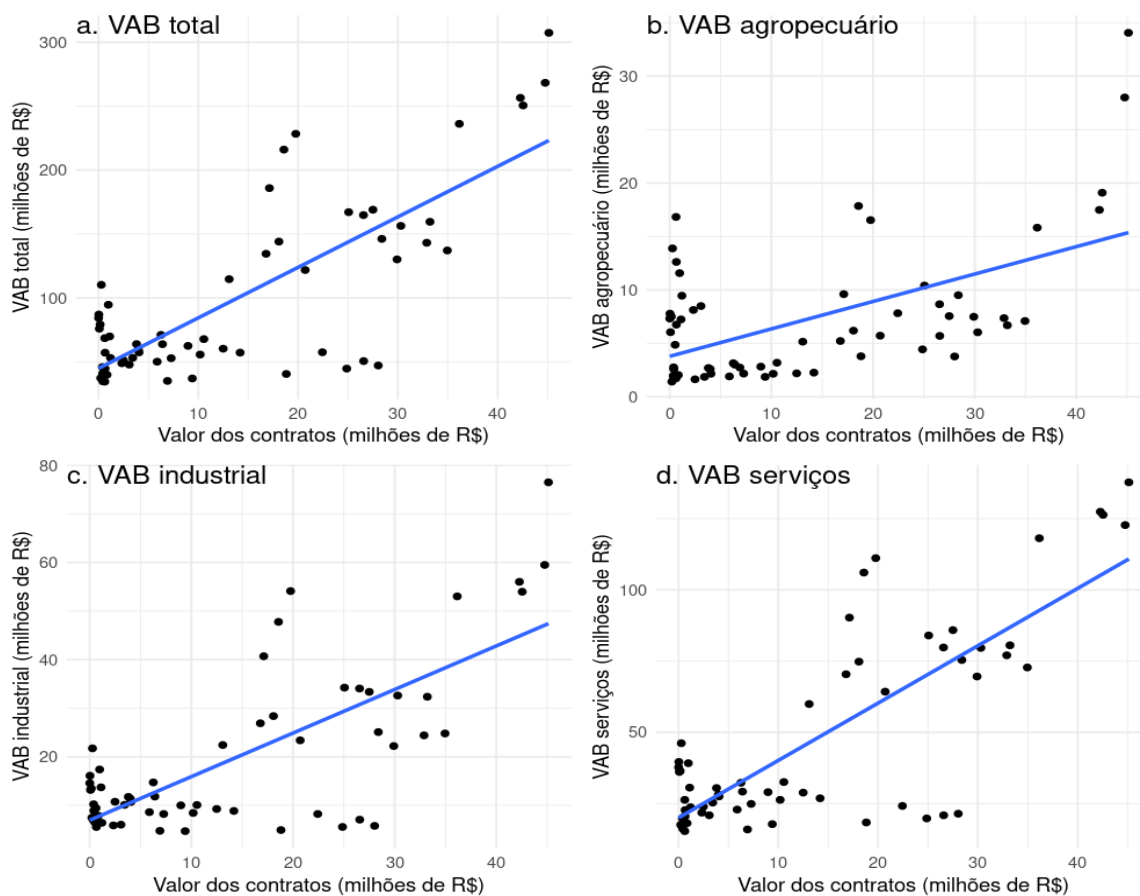 a. VAB total
VAB total (milhões de R$)
300
200
100
0 10 20 30 40
Valor dos contratos (milhões de R$)
b. VAB agropecuário
VAB agropecuário (milhões de R$)
30
20
10
0
0 10 20 30 40
Valor dos contratos (milhões de R$)
c. VAB industrial
VAB industrial (milhões de R$)
80
60
40
20
0 10 20 30 40
Valor dos contratos (milhões de R$)
d. VAB serviços
VAB serviços (milhões de R$)
100
50
0 10 20 30 40
Valor dos contratos (milhões de R$)